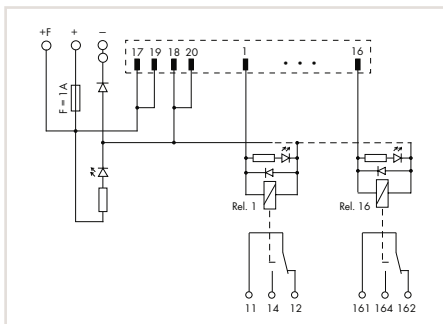 +F + −
17 19 18 20 1 16
F = 1A
Rel. 1 Rel. 16
11 14 12 161 164 162